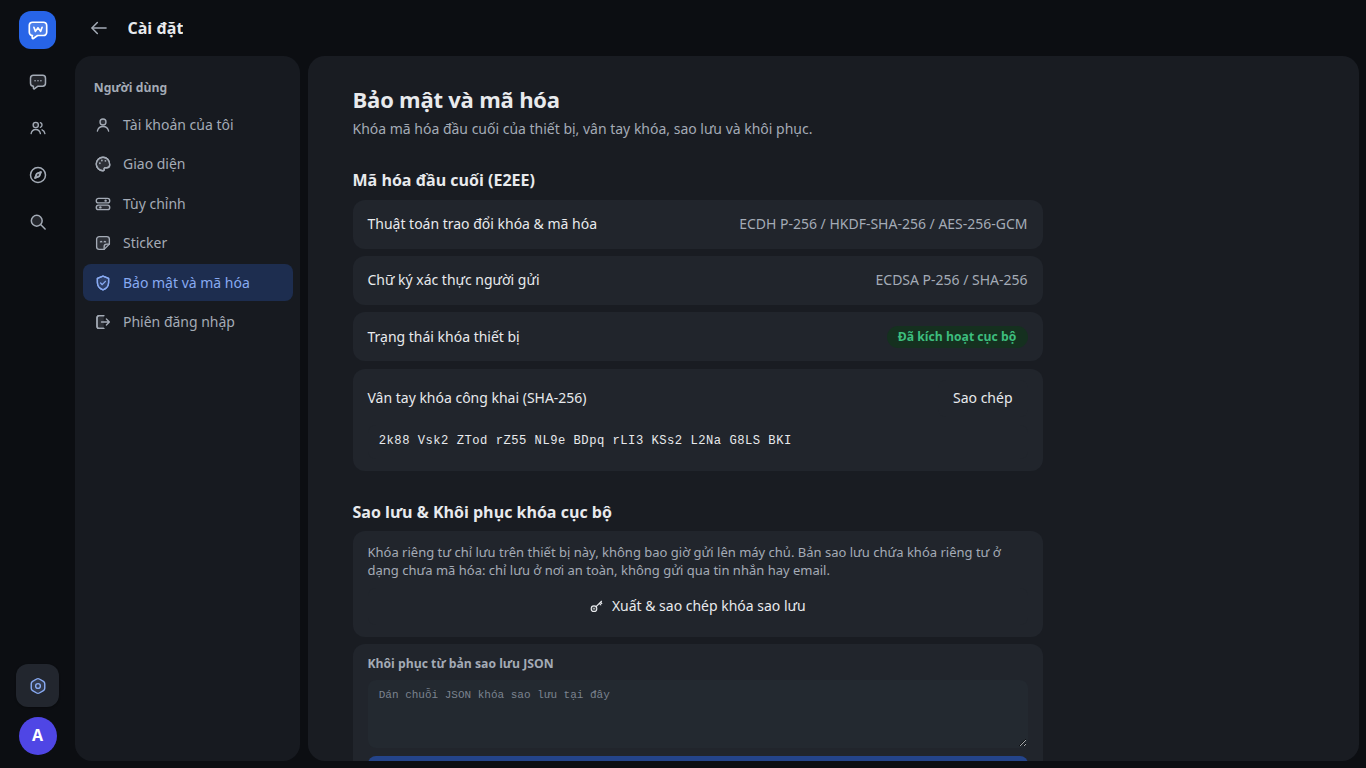 Cài đặt
Người dùng
Tài khoản của tôi
Giao diện
Tùy chỉnh
Sticker
Bảo mật và mã hóa
Phiên đăng nhập
A
Bảo mật và mã hóa
Khóa mã hóa đầu cuối của thiết bị, vân tay khóa, sao lưu và khôi phục.
Mã hóa đầu cuối (E2EE)
Thuật toán trao đổi khóa & mã hóa
ECDH P-256 / HKDF-SHA-256 / AES-256-GCM
Chữ ký xác thực người gửi
ECDSA P-256 / SHA-256
Trạng thái khóa thiết bị
Đã kích hoạt cục bộ
Vân tay khóa công khai (SHA-256)
Sao chép
2k88 Vsk2 ZTod rZ55 NL9e BDpq rLI3 KSs2 L2Na G8LS BKI
Sao lưu & Khôi phục khóa cục bộ
Khóa riêng tư chỉ lưu trên thiết bị này, không bao giờ gửi lên máy chủ. Bản sao lưu chứa khóa riêng tư ở
dạng chưa mã hóa: chỉ lưu ở nơi an toàn, không gửi qua tin nhắn hay email.
Xuất & sao chép khóa sao lưu
Khôi phục từ bản sao lưu JSON
Dán chuỗi JSON khóa sao lưu tại đây